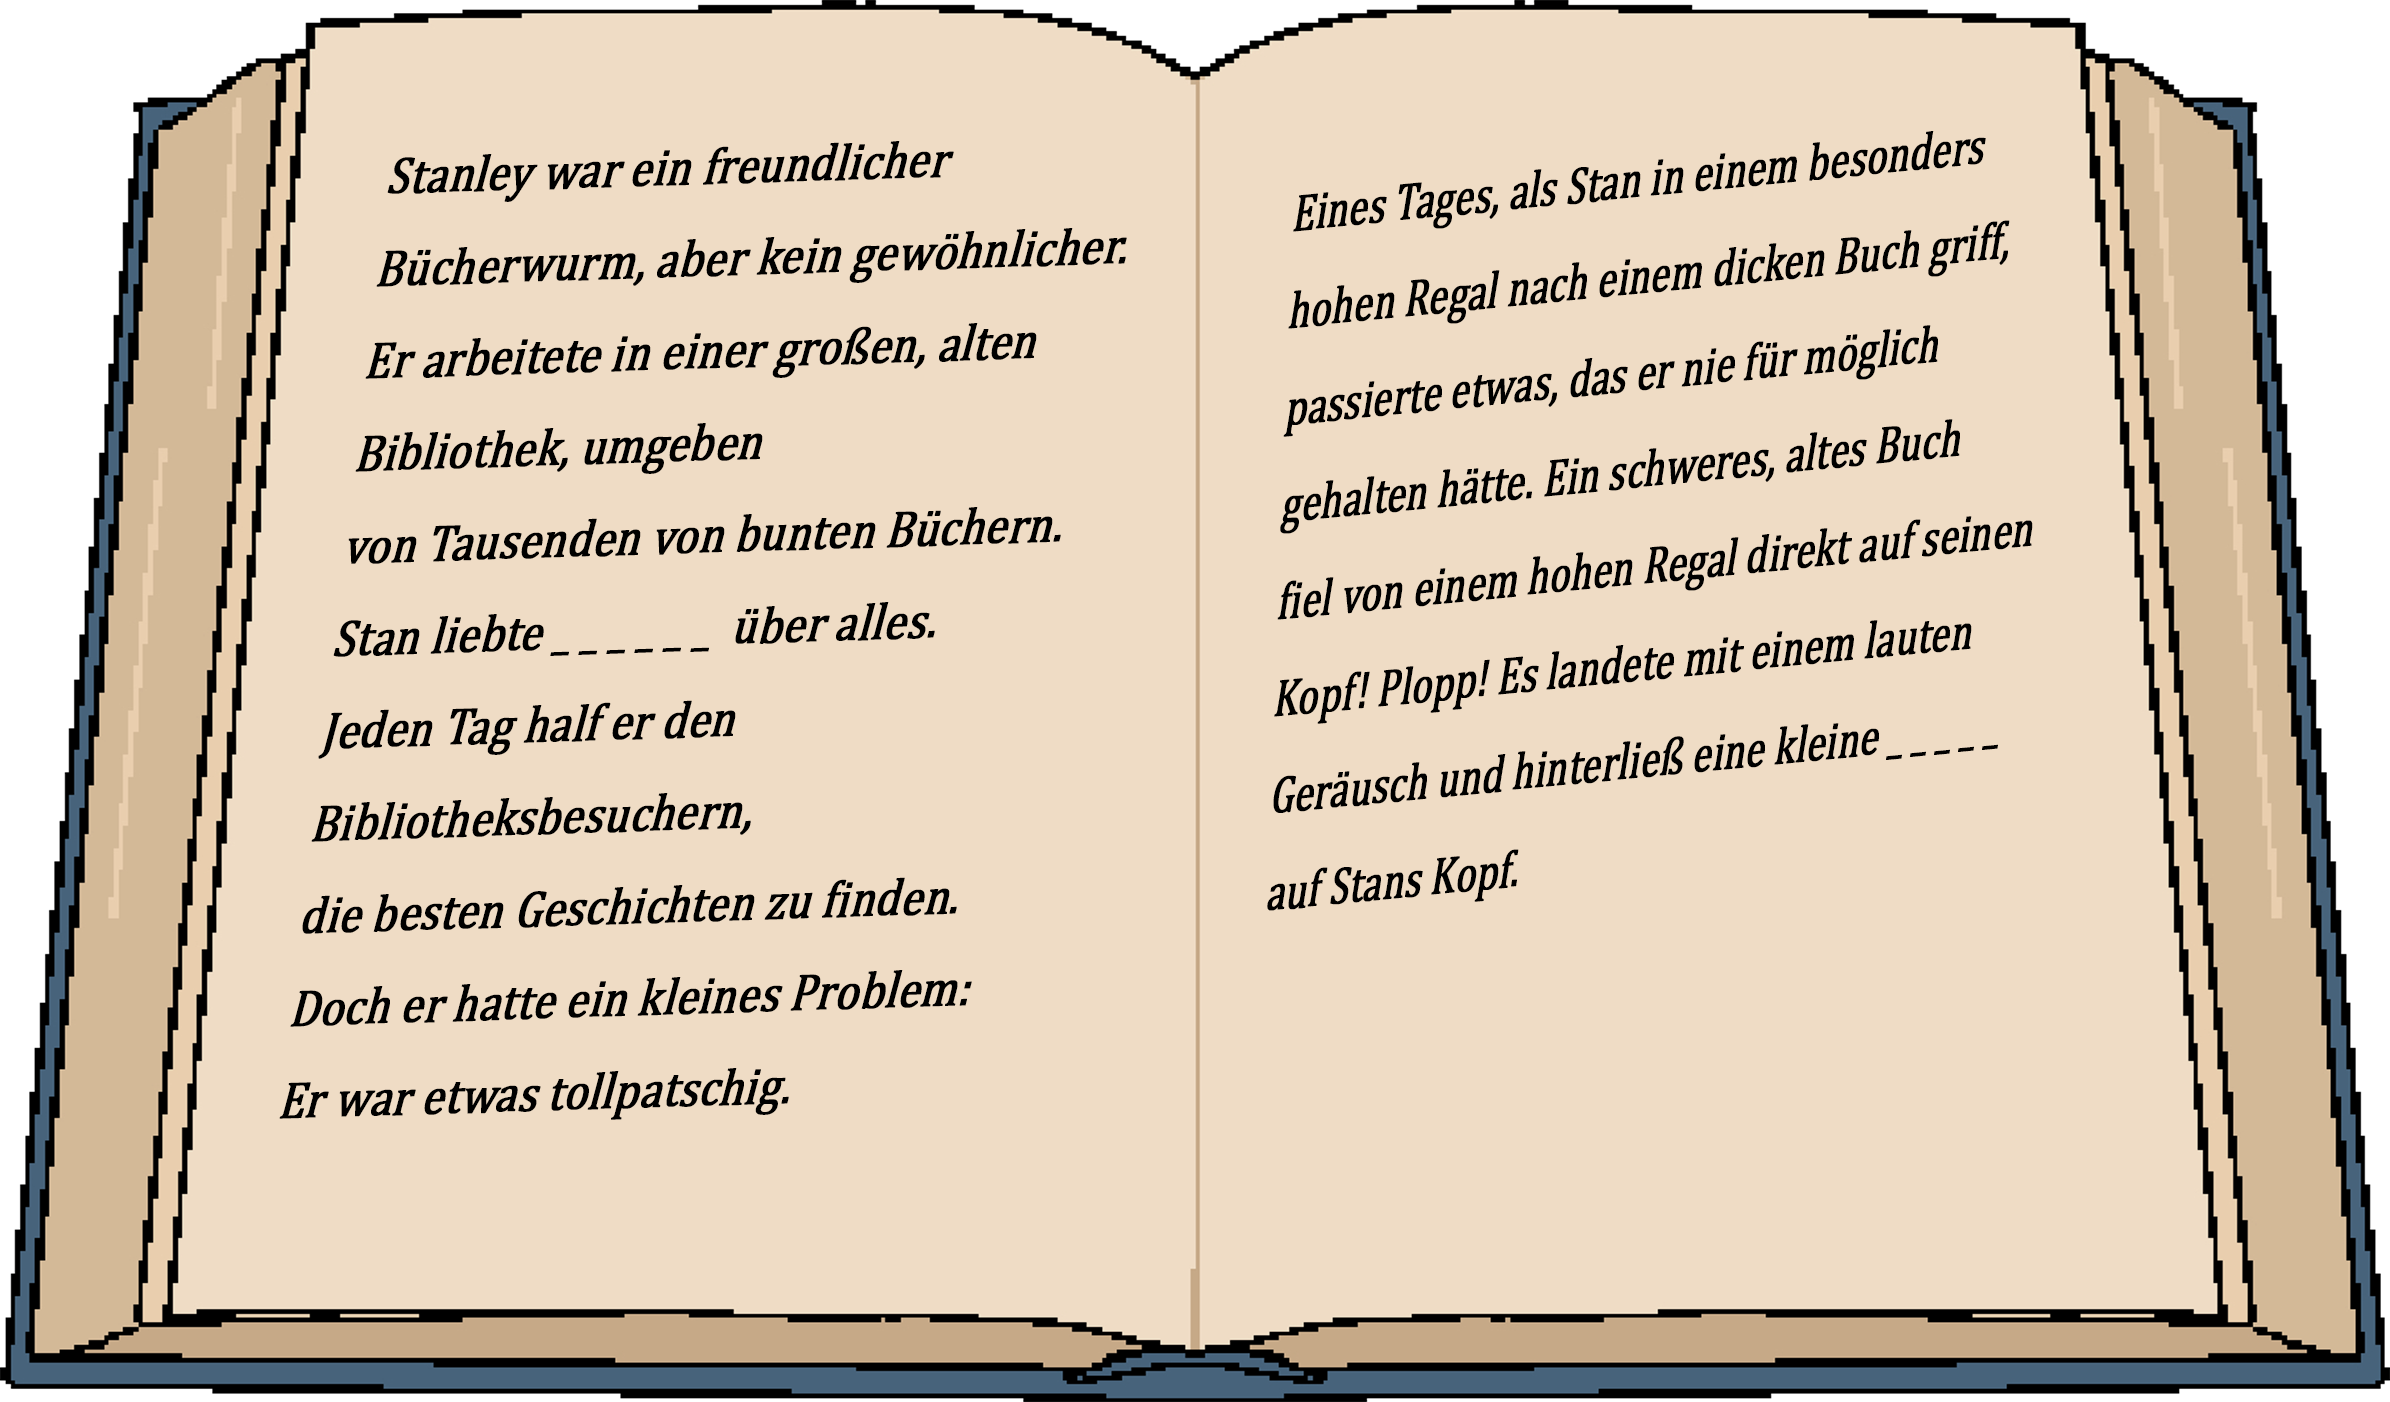 Stanley war ein freundlicher
Bücherwurm, aber kein gewöhnlicher.
Er arbeitete in einer großen, alten
Bibliothek, umgeben
von Tausenden von bunten Büchern.
Stan liebte _ _ _ _ _ _ über alles.
Jeden Tag half er den
Bibliotheksbesuchern,
die besten Geschichten zu finden.
Doch er hatte ein kleines Problem:
Er war etwas tollpatschig.
Eines Tages, als Stan in einem besonders
hohen Regal nach einem dicken Buch griff,
passierte etwas, das er nie für möglich
gehalten hätte. Ein schweres, altes Buch
fiel von einem hohen Regal direkt auf seinen
Kopf! Plopp! Es landete mit einem lauten
Geräusch und hinterließ eine kleine _ _ _ _ _
auf Stans Kopf.